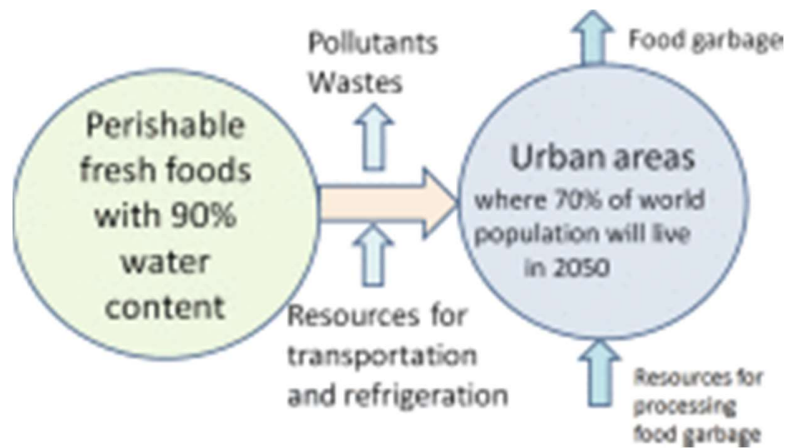 Pollutants
Wastes
Food garbage
Perishable
fresh foods
with 90%
water
content
Urban areas
where 70% of world
population will live
in 2050
Resources for
transportation
and refrigeration
Resources for
processing
food garbage